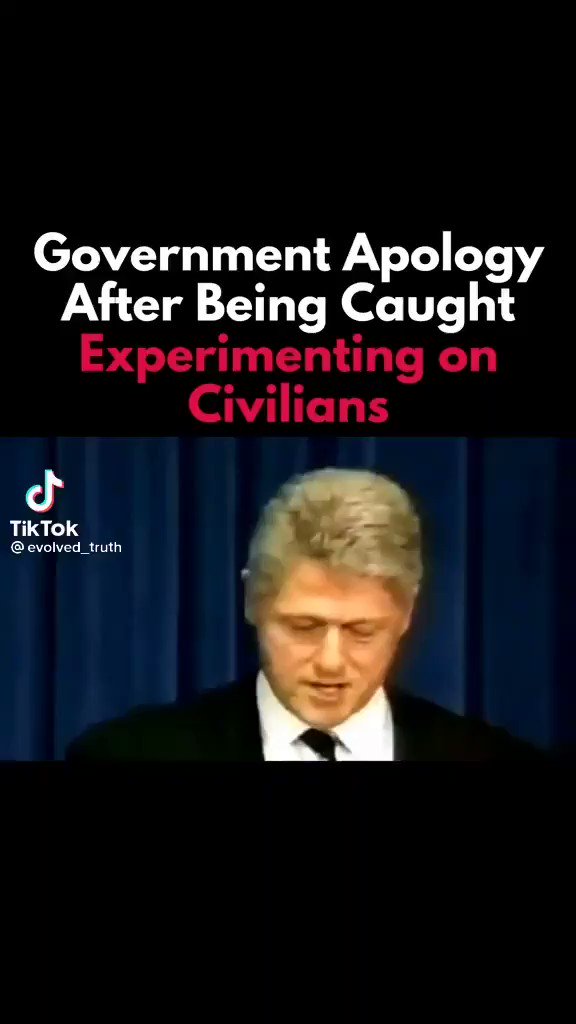 Government Apology
After Being Caught
Experimenting on
Civilians
TikTok
@evolved_truth